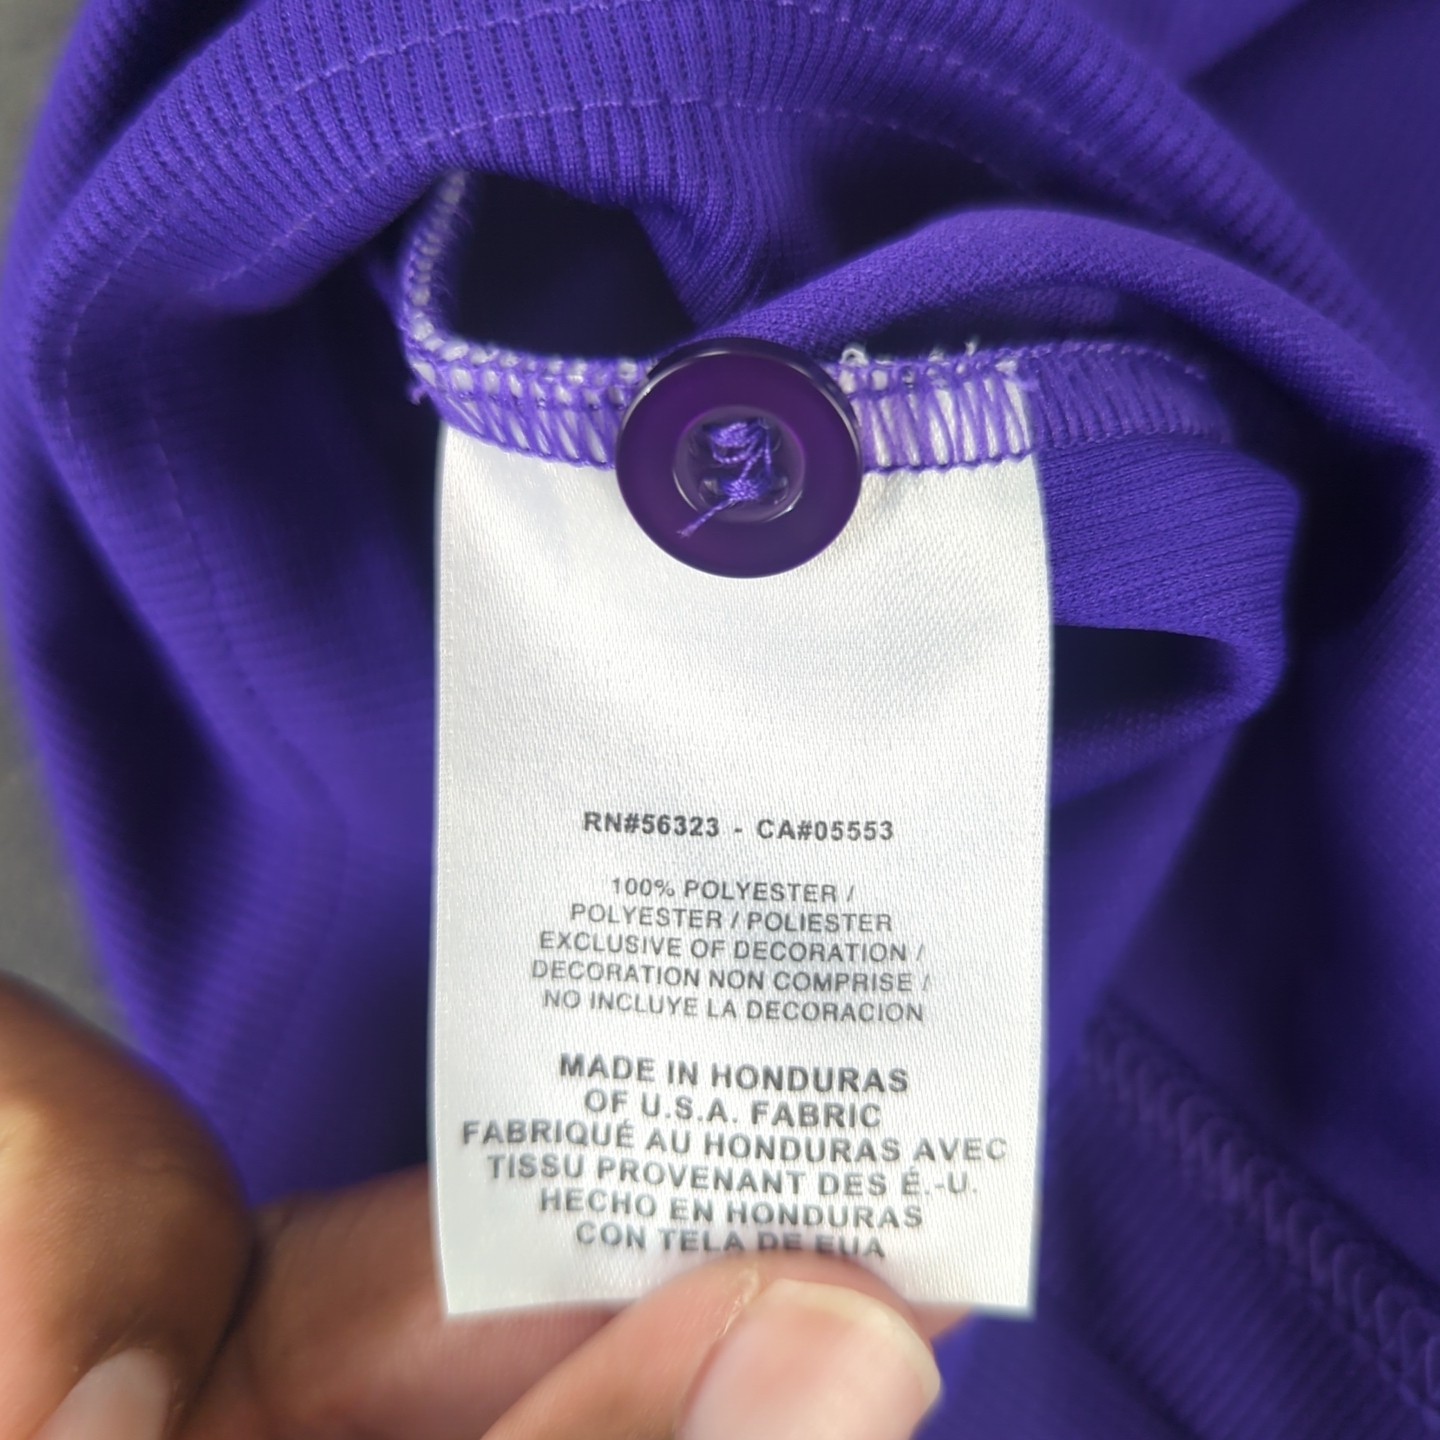 RN#56323 - CA#05553
100% POLYESTER /
POLYESTER / POLIESTER
EXCLUSIVE OF DECORATION /
DECORATION NON COMPRISE /
NO INCLUYE LA DECORACION
MADE IN HONDURAS
OF U.S.A. FABRIC
FABRIQUÉ AU HONDURAS AVEC
TISSU PROVENANT DES É.-U.
HECHO EN HONDURAS
CON TELA DE EUA